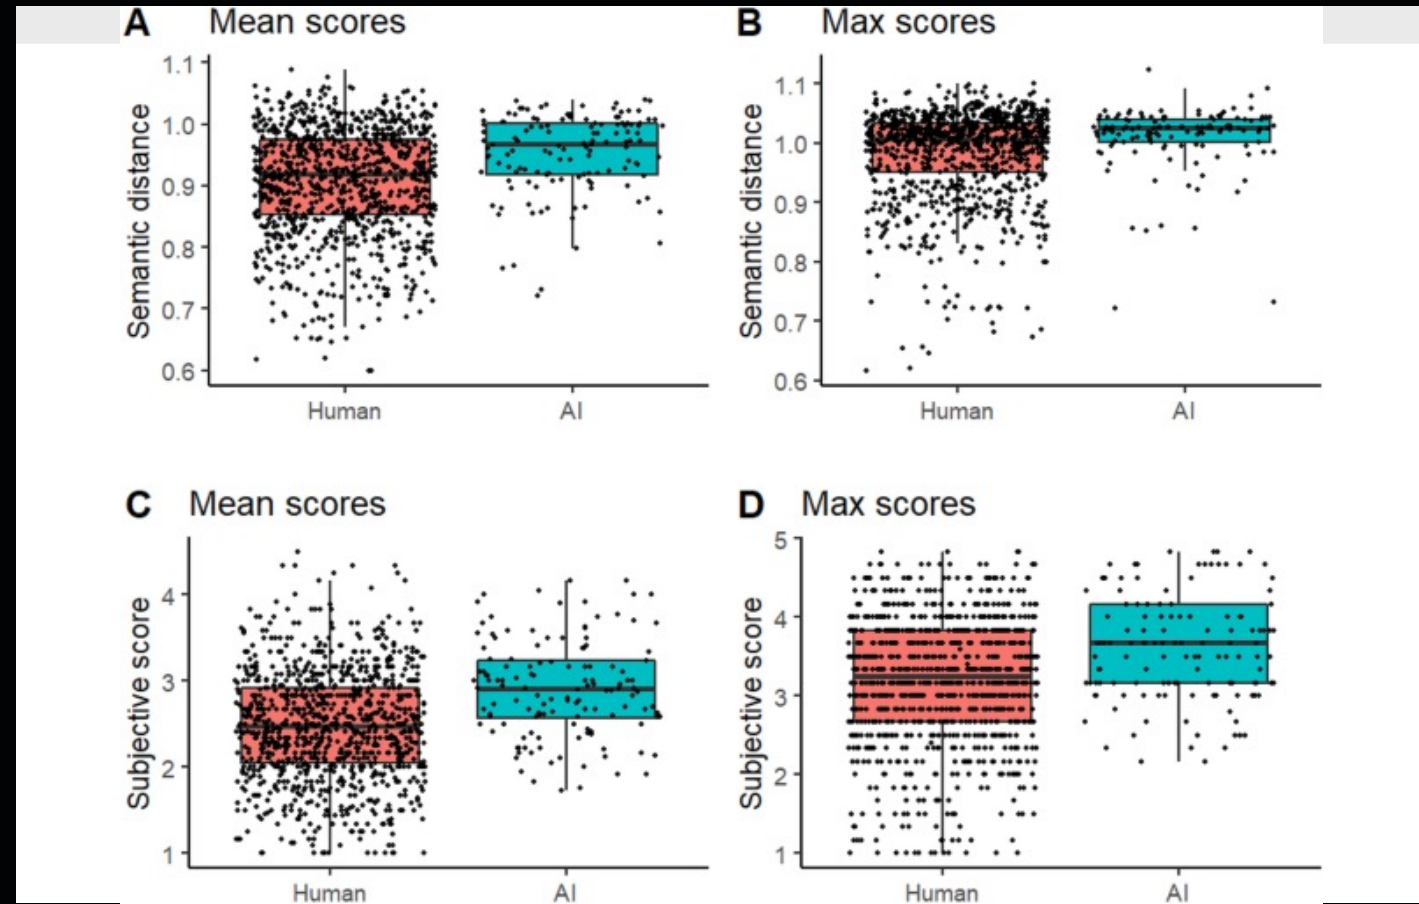 A Mean scores
Semantic distance
1.1
1.0
0.9
0.8
0.7
0.6
Human AI
B Max scores
Semantic distance
1.1
1.0
0.9
0.8
0.7
0.6
Human AI
C Mean scores
Subjective score
4
3
2
1
Human AI
D Max scores
Subjective score
5
4
3
2
1
Human AI